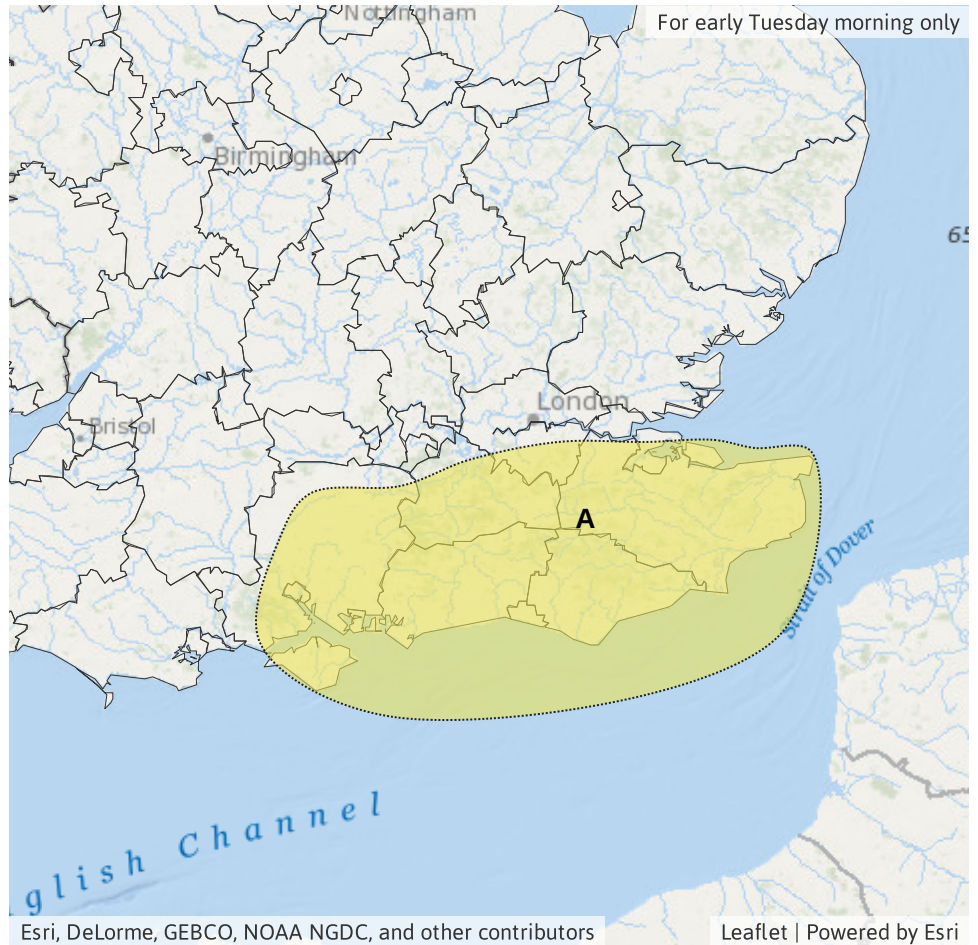 Nottingham
For early Tuesday morning only
Birmingham
65
London
Bristol
A
Strait of Dover
glish Channel
Esri, DeLorme, GEBCO, NOAA NGDC, and other contributors
Leaflet | Powered by Esri